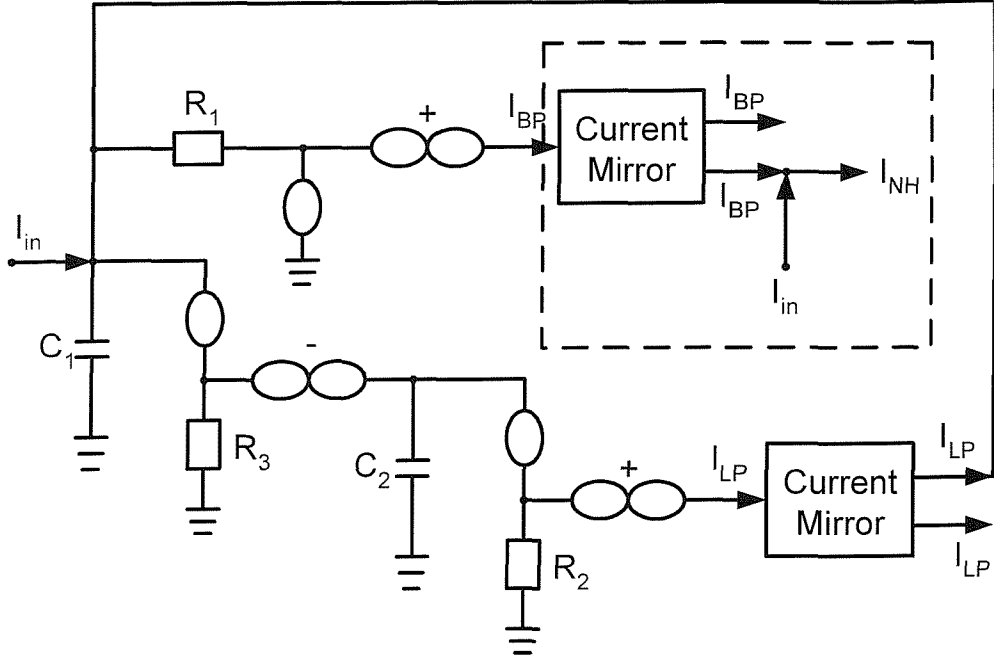 R1
+
IBP
Current
Mirror
IBP
IBP
INH
Iin
Iin
C1
-
R3
C2
+
ILP
Current
Mirror
ILP
ILP
R2